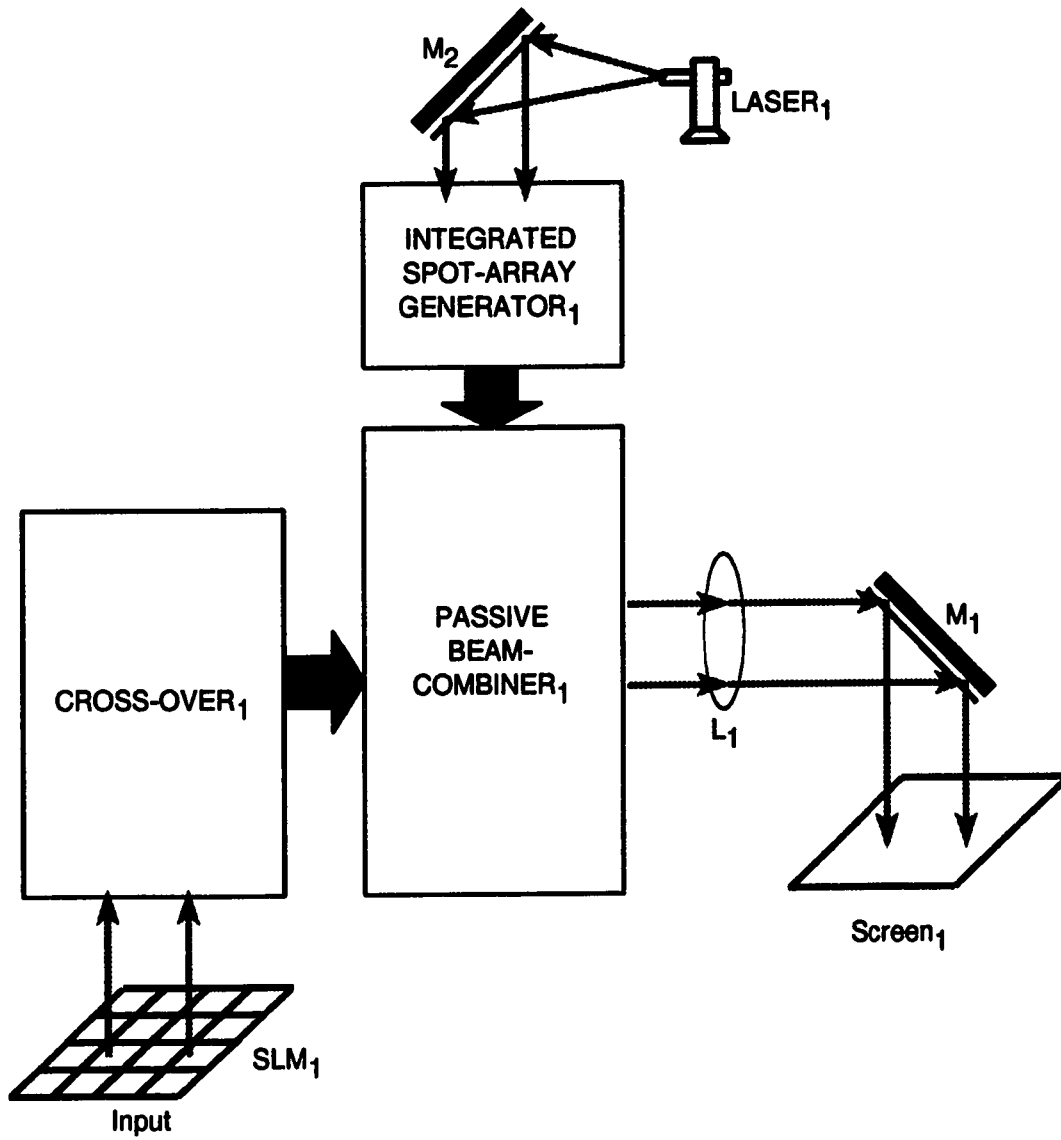 M₂
LASER₁
INTEGRATED
SPOT-ARRAY
GENERATOR₁
PASSIVE
BEAM-
COMBINER₁
CROSS-OVER₁
L₁
M₁
Screen₁
SLM₁
Input